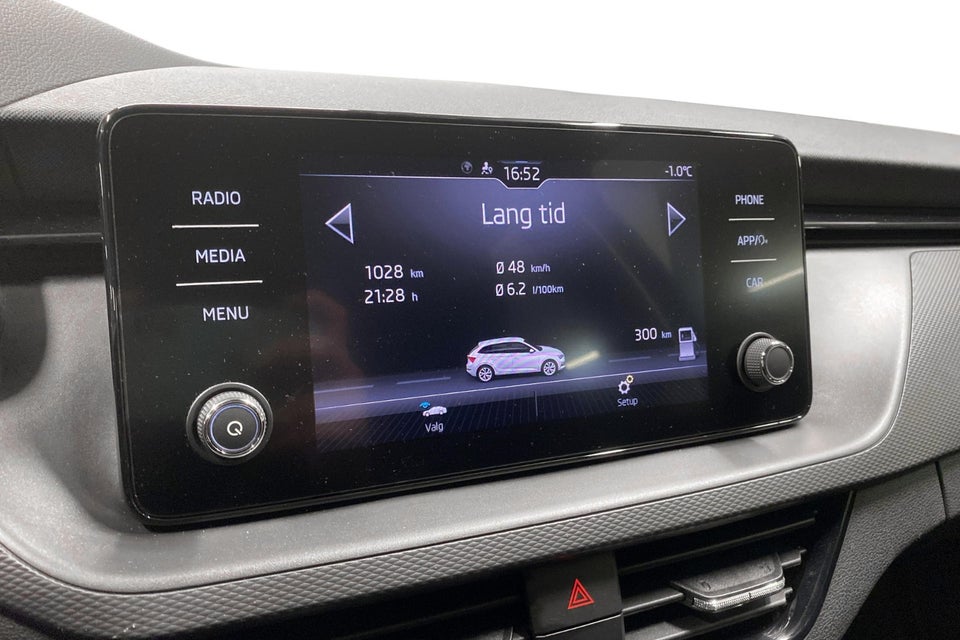 RADIO
MEDIA
MENU
16:52
-1.0°C
Lang tid
1028 km
21:28 h
Ø 48 km/h
Ø 6.2 l/100km
300 km
Valg
Setup
PHONE
APP/
CAR